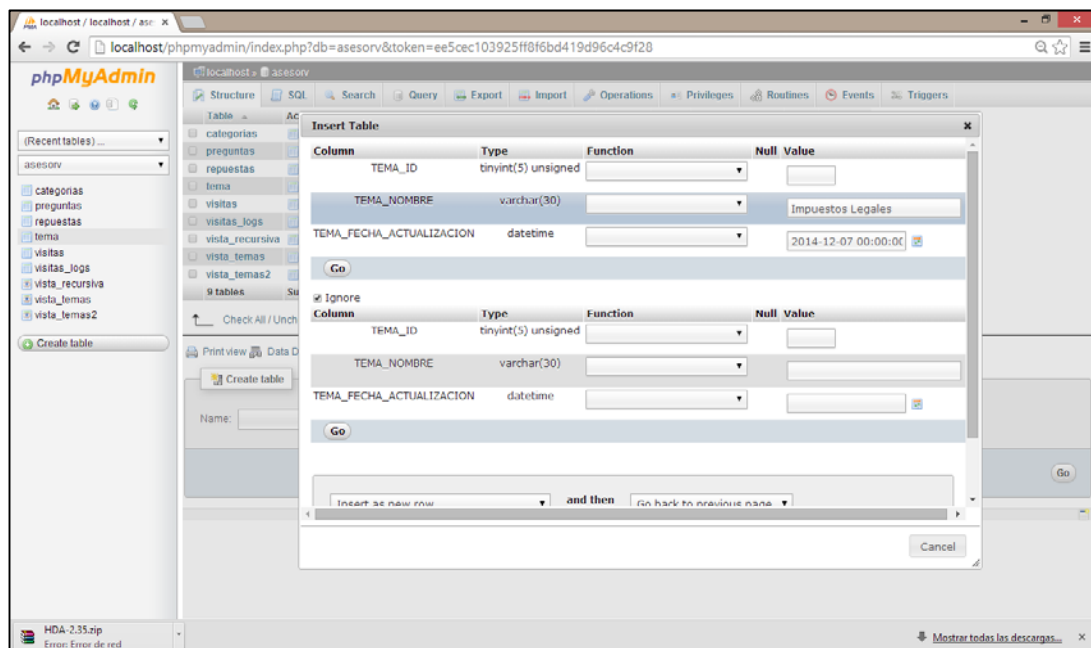 localhost / localhost / ase
localhost/phpmyadmin/index.php?db=asesorv&token=ee5cec103925ff8f6bd419d96c4c9f28
phpMyAdmin
(Recent tables) ...
asesorv
categorias
preguntas
repuestas
tema
visitas
visitas_logs
vista_recursiva
vista_temas
vista_temas2
Create table
localhost » asesorv
Structure SQL Search Query Export Import Operations Privileges Routines Events Triggers
Table Ac
categorias
preguntas
repuestas
tema
visitas
visitas_logs
vista_recursiva
vista_temas
vista_temas2
9 tables Su
Check All / Unch
Print view Data D
Create table
Name:
Go
Insert Table
Column Type Function Null Value
TEMA_ID tinyint(5) unsigned
TEMA_NOMBRE varchar(30) Impuestos Legales
TEMA_FECHA_ACTUALIZACION datetime 2014-12-07 00:00:00
Go
Ignore
Column Type Function Null Value
TEMA_ID tinyint(5) unsigned
TEMA_NOMBRE varchar(30)
TEMA_FECHA_ACTUALIZACION datetime
Go
Insert as new row and then Go back to previous page
Cancel
HDA-2.35.zip
Error: Error de red
Mostrar todas las descargas...